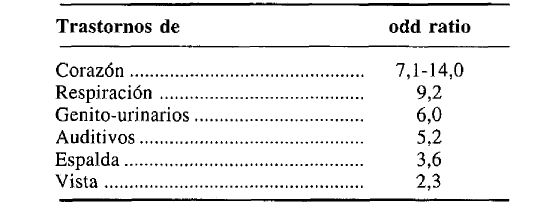 Trastornos de odd ratio
Corazón ........................................... 7,1-14,0
Respiración ...................................... 9,2
Genito-urinarios ............................... 6,0
Auditivos ......................................... 5,2
Espalda ............................................ 3,6
Vista ................................................ 2,3